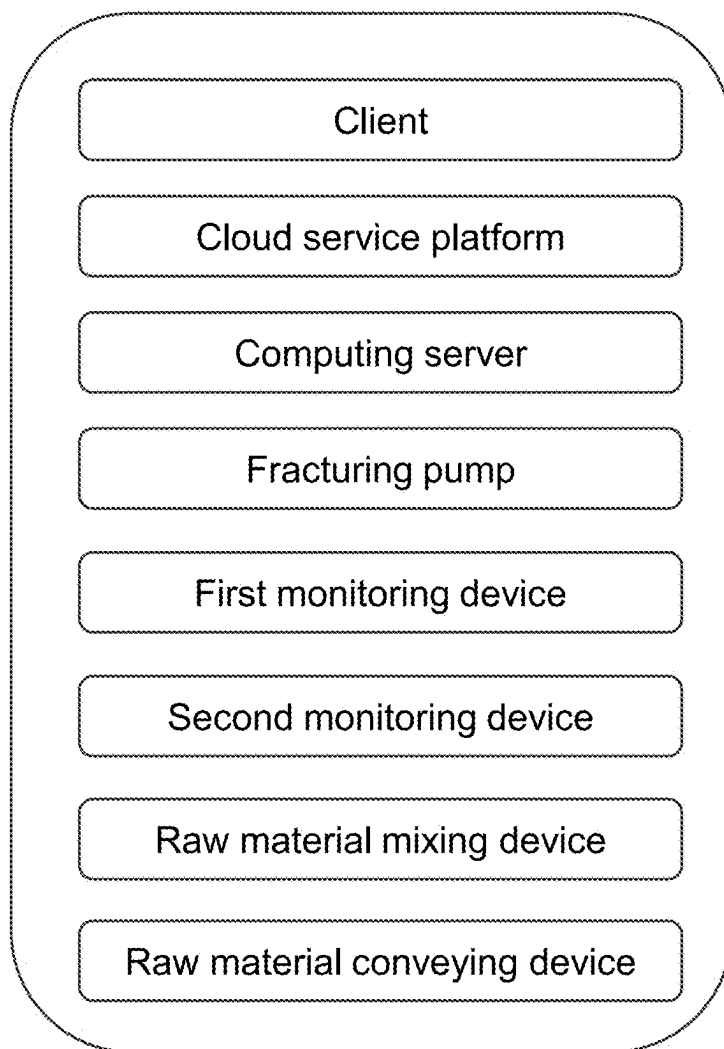 Client
Cloud service platform
Computing server
Fracturing pump
First monitoring device
Second monitoring device
Raw material mixing device
Raw material conveying device